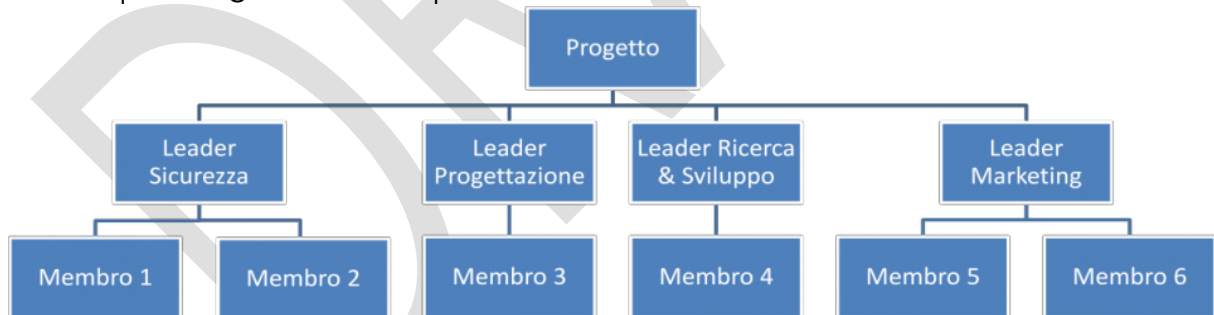 Progetto
Leader
Sicurezza
Leader
Progettazione
Leader Ricerca
& Sviluppo
Leader
Marketing
Membro 1
Membro 2
Membro 3
Membro 4
Membro 5
Membro 6